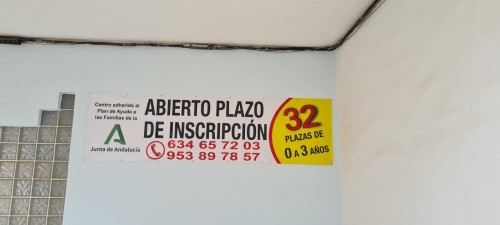 Centro adherido al
Plan de Ayuda a
las Familias de la
Junta de Andalucía
ABIERTO PLAZO
DE INSCRIPCIÓN
634 65 72 03
953 89 78 57
32
PLAZAS DE
0 A 3 AÑOS